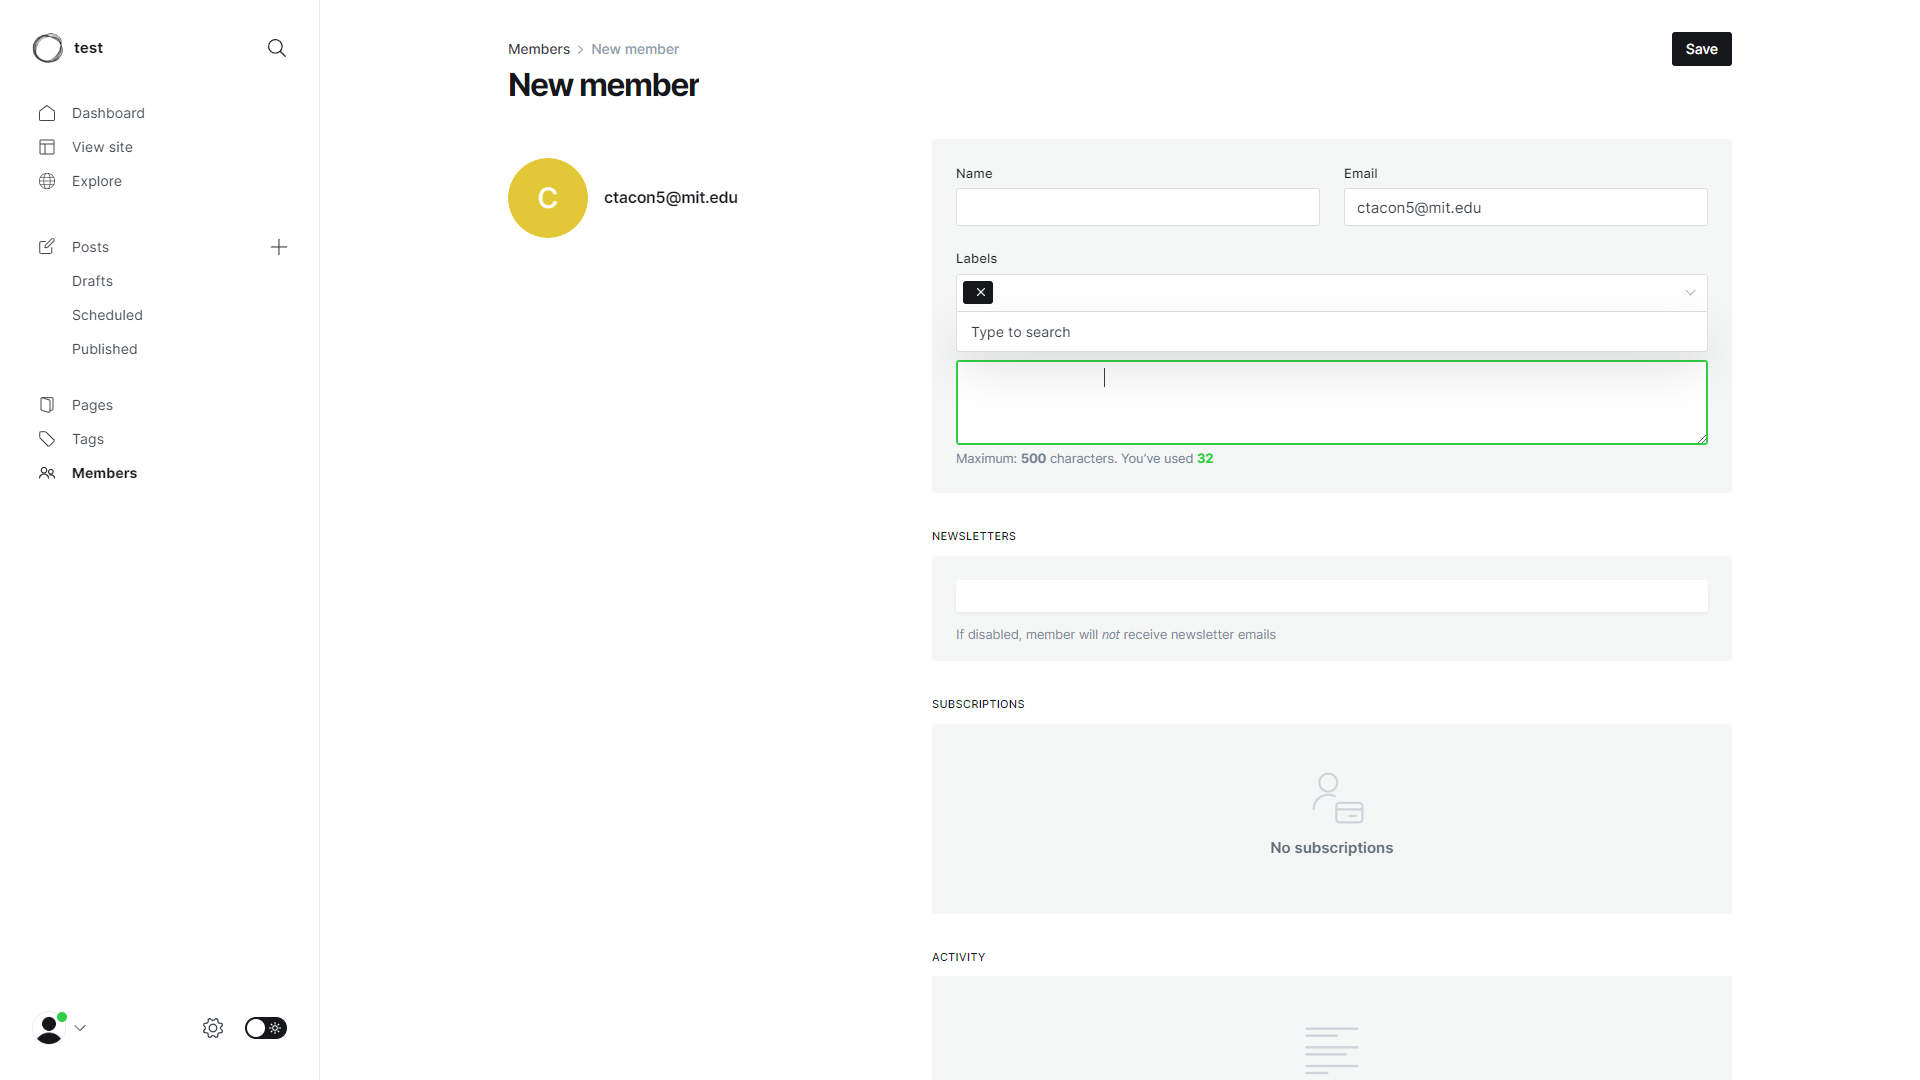 test
Dashboard
View site
Explore
Posts
Drafts
Scheduled
Published
Pages
Tags
Members
Members > New member
New member
Save
C
ctacon5@mit.edu
Name
Email
ctacon5@mit.edu
Labels
Type to search
Maximum: 500 characters. You've used 32
NEWSLETTERS
If disabled, member will not receive newsletter emails
SUBSCRIPTIONS
No subscriptions
ACTIVITY